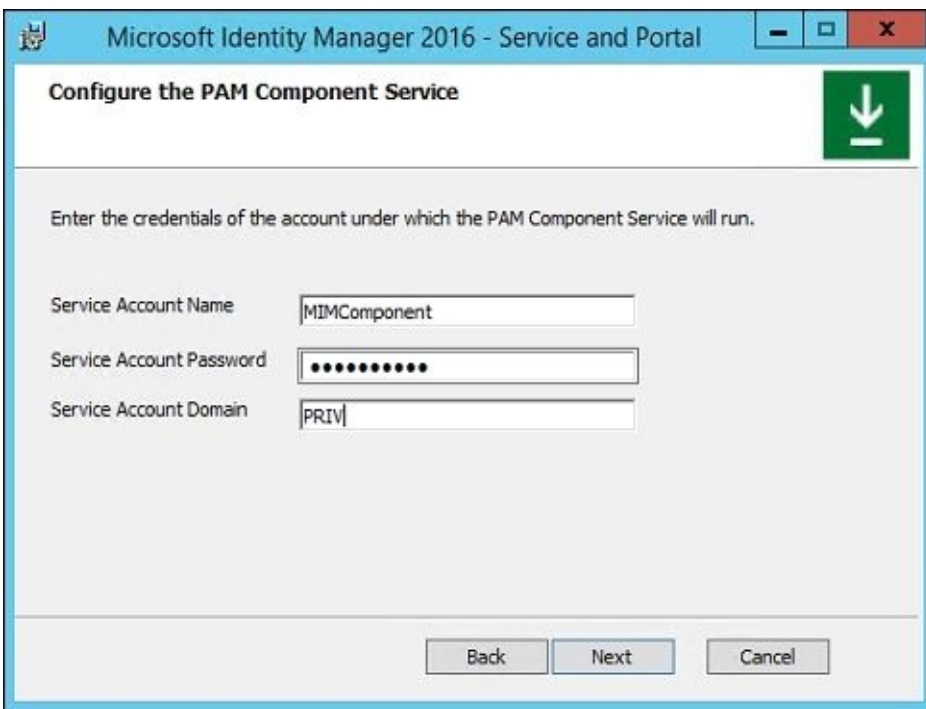 Microsoft Identity Manager 2016 - Service and Portal
Configure the PAM Component Service
Enter the credentials of the account under which the PAM Component Service will run.
Service Account Name MIMComponent
Service Account Password ●●●●●●●●●●
Service Account Domain PRIV
Back Next Cancel